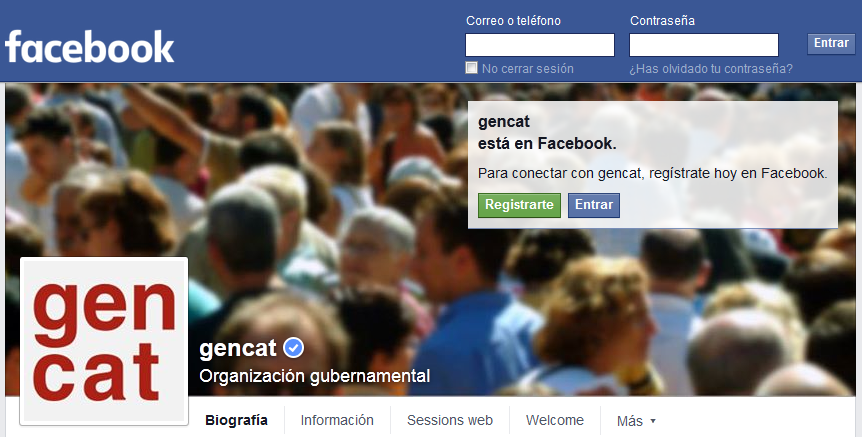 facebook
Correo o teléfono
Contraseña
Entrar
No cerrar sesión
¿Has olvidado tu contraseña?
gencat
está en Facebook.
Para conectar con gencat, regístrate hoy en Facebook.
Registrarte
Entrar
gen
cat
gencat
Organización gubernamental
Biografía
Información
Sessions web
Welcome
Más